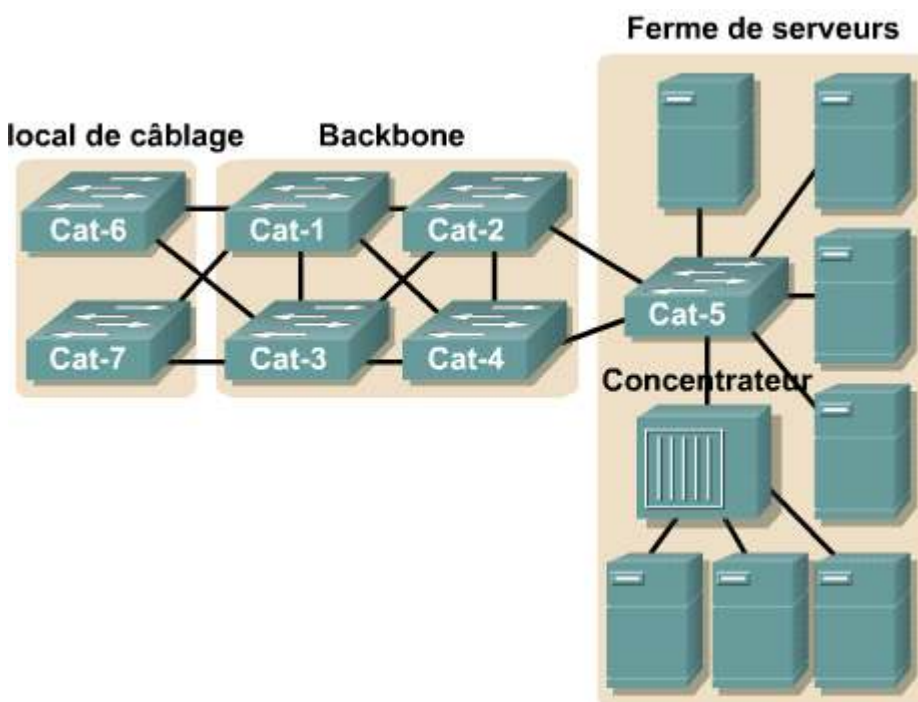 Ferme de serveurs
local de câblage
Backbone
Cat-6
Cat-1
Cat-2
Cat-5
Cat-7
Cat-3
Cat-4
Concentrateur